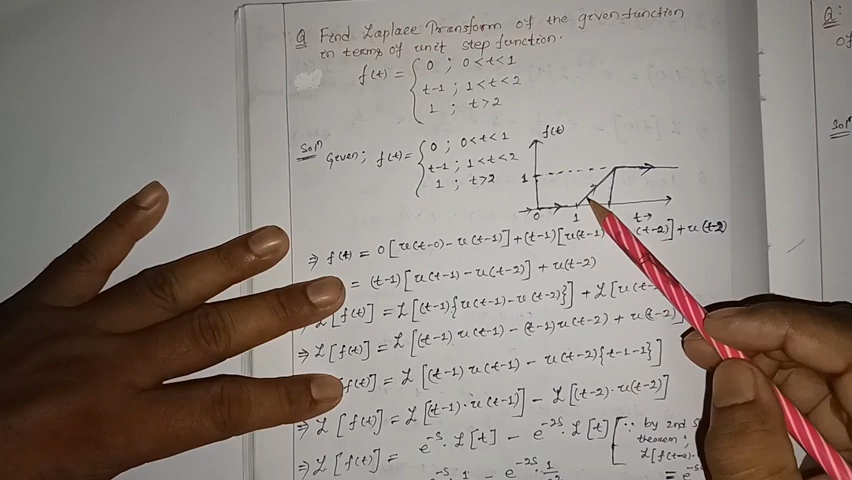 Q Find Laplace Transform of the given function
in terms of unit step function.
f(t) = { 0 ; 0<t<1
t-1 ; 1<t<2
1 ; t>2
Solⁿ Given; f(t) = { 0 ; 0<t<1
t-1 ; 1<t<2
1 ; t>2
f(t)
1
0 1 t→
⇒ f(t) = 0[u(t-0) - u(t-1)] + (t-1)[u(t-1) (t-2)] + u(t-2)
= (t-1)[u(t-1) - u(t-2)] + u(t-2)
L[f(t)] = L[(t-1){u(t-1) - u(t-2)}] + L[u(t-
⇒ L[f(t)] = L[(t-1) u(t-1) - (t-1) u(t-2) + u(t-2)]
f(t)] = L[(t-1) u(t-1) - u(t-2){t-1-1}]
⇒ L[f(t)] = L[(t-1)·u(t-1)] - L[(t-2)·u(t-2)]
⇒ L[f(t)] = e^-s · L[t] - e^-2s · L[t] [∵ by 2nd S
theorem;
L[f(t-a)·
= e^-s
e^-s · 1 - e^-2s · 1
Q:
Of
Solⁿ